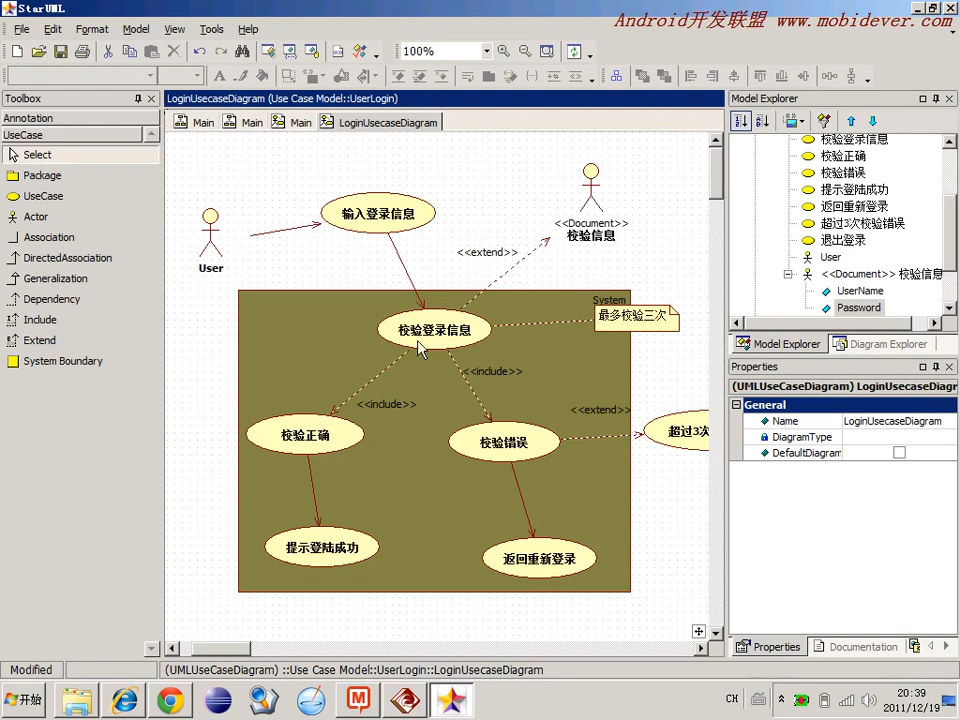 StarUML
Android开发联盟 www.mobidever.com
File Edit Format Model View Tools Help
100%
Toolbox
Annotation
UseCase
Select
Package
UseCase
Actor
Association
DirectedAssociation
Generalization
Dependency
Include
Extend
System Boundary
LoginUsecaseDiagram (Use Case Model::UserLogin)
Main Main Main LoginUsecaseDiagram
User
输入登录信息
<<Document>>
校验信息
<<extend>>
System
校验登录信息
最多校验三次
<<include>>
<<include>>
<<extend>>
校验正确
校验错误
超过3次
提示登陆成功
返回重新登录
Model Explorer
校验登录信息
校验正确
校验错误
提示登陆成功
返回重新登录
超过3次校验错误
退出登录
User
<<Document>> 校验信息
UserName
Password
Model Explorer Diagram Explorer
Properties
(UMLUseCaseDiagram) LoginUsecaseDiagr
General
Name LoginUsecaseDiagram
DiagramType
DefaultDiagram
Properties Documentation
Modified (UMLUseCaseDiagram) ::Use Case Model::UserLogin::LoginUsecaseDiagram
开始
CH
20:39
2011/12/19